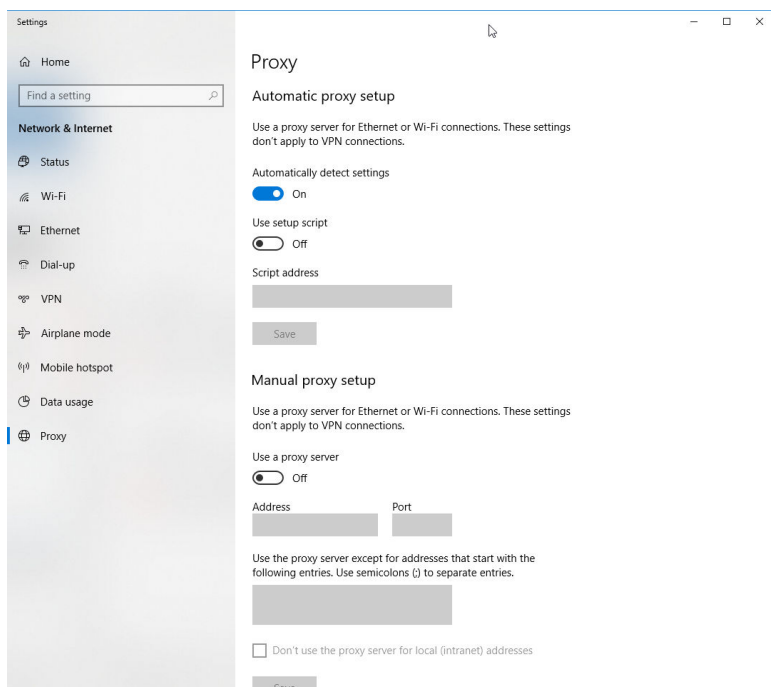 Settings
Home
Find a setting
Network & Internet
Status
Wi-Fi
Ethernet
Dial-up
VPN
Airplane mode
Mobile hotspot
Data usage
Proxy
Proxy
Automatic proxy setup
Use a proxy server for Ethernet or Wi-Fi connections. These settings
don't apply to VPN connections.
Automatically detect settings
On
Use setup script
Off
Script address
Save
Manual proxy setup
Use a proxy server for Ethernet or Wi-Fi connections. These settings
don't apply to VPN connections.
Use a proxy server
Off
Address Port
Use the proxy server except for addresses that start with the
following entries. Use semicolons (;) to separate entries.
Don't use the proxy server for local (intranet) addresses
Save